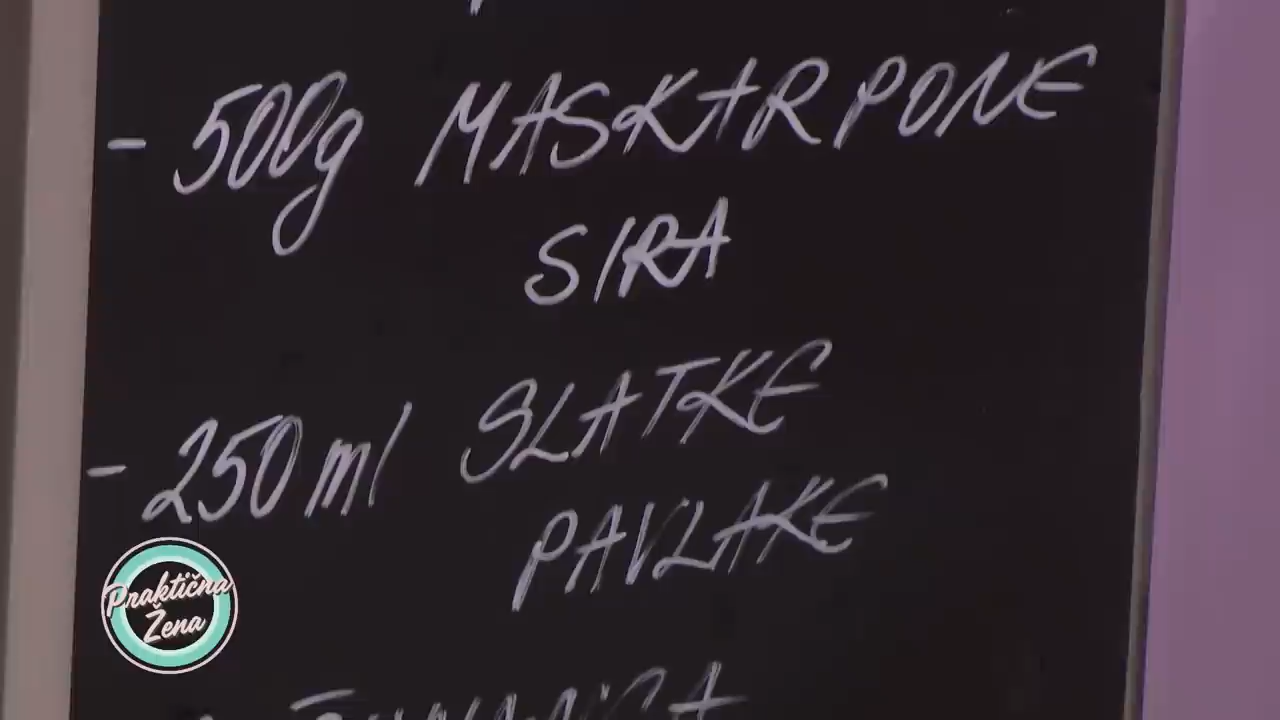 - 500g MASKARPONE
SIRA
- 250 ml SLATKE
PAVLAKE
Praktična
Žena